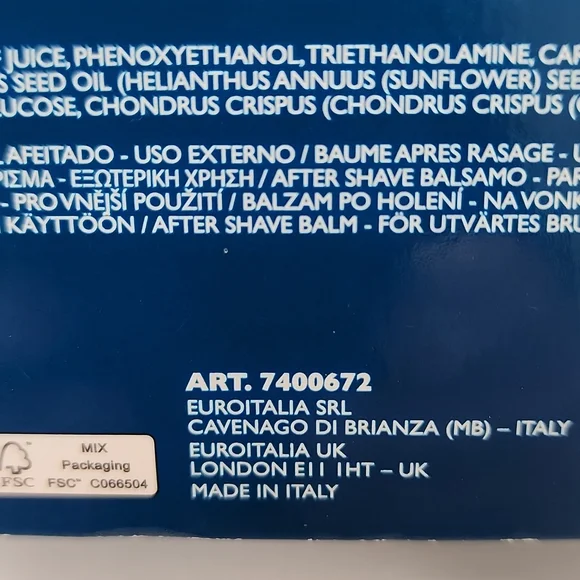 JUICE, PHENOXYETHANOL, TRIETHANOLAMINE, CAR
S SEED OIL (HELIANTHUS ANNUUS (SUNFLOWER) SEE
UCOSE, CHONDRUS CRISPUS (CHONDRUS CRISPUS (
AFEITADO - USO EXTERNO / BAUME APRES RASAGE - U
ΡΙΣΜΑ - ΕΞΩΤΕΡΙΚΗ ΧΡΗΣΗ / AFTER SHAVE BALSAMO - PAR
- PRO VNĚJŠÍ POUŽITÍ / BALZAM PO HOLENÍ - NA VONK
KÄYTTÖÖN / AFTER SHAVE BALM - FÖR UTVÄRTES BRU
ART. 7400672
EUROITALIA SRL
CAVENAGO DI BRIANZA (MB) – ITALY
EUROITALIA UK
LONDON E11 1HT – UK
MADE IN ITALY
MIX
Packaging
FSC™ C066504
FSC